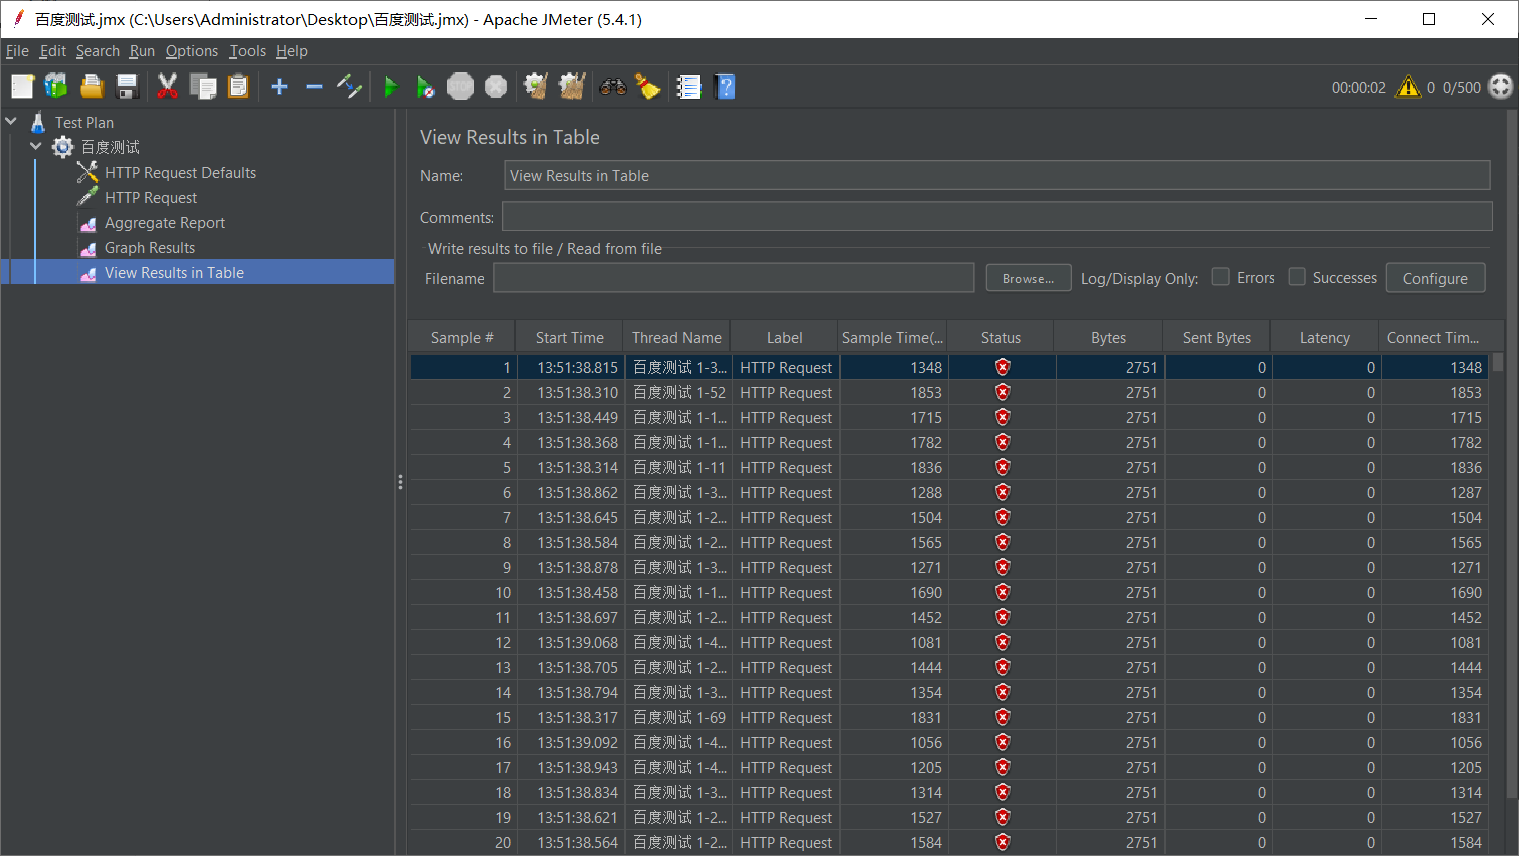 百度测试.jmx (C:\Users\Administrator\Desktop\百度测试.jmx) - Apache JMeter (5.4.1)
File Edit Search Run Options Tools Help
STOP 00:00:02 0 0/500
Test Plan
百度测试
HTTP Request Defaults
HTTP Request
Aggregate Report
Graph Results
View Results in Table
View Results in Table
Name: View Results in Table
Comments:
Write results to file / Read from file
Filename Browse... Log/Display Only: Errors Successes Configure
Sample # Start Time Thread Name Label Sample Time(... Status Bytes Sent Bytes Latency Connect Tim...
1 13:51:38.815 百度测试 1-3... HTTP Request 1348 2751 0 0 1348
2 13:51:38.310 百度测试 1-52 HTTP Request 1853 2751 0 0 1853
3 13:51:38.449 百度测试 1-1... HTTP Request 1715 2751 0 0 1715
4 13:51:38.368 百度测试 1-1... HTTP Request 1782 2751 0 0 1782
5 13:51:38.314 百度测试 1-11 HTTP Request 1836 2751 0 0 1836
6 13:51:38.862 百度测试 1-3... HTTP Request 1288 2751 0 0 1287
7 13:51:38.645 百度测试 1-2... HTTP Request 1504 2751 0 0 1504
8 13:51:38.584 百度测试 1-2... HTTP Request 1565 2751 0 0 1565
9 13:51:38.878 百度测试 1-3... HTTP Request 1271 2751 0 0 1271
10 13:51:38.458 百度测试 1-1... HTTP Request 1690 2751 0 0 1690
11 13:51:38.697 百度测试 1-2... HTTP Request 1452 2751 0 0 1452
12 13:51:39.068 百度测试 1-4... HTTP Request 1081 2751 0 0 1081
13 13:51:38.705 百度测试 1-2... HTTP Request 1444 2751 0 0 1444
14 13:51:38.794 百度测试 1-3... HTTP Request 1354 2751 0 0 1354
15 13:51:38.317 百度测试 1-69 HTTP Request 1831 2751 0 0 1831
16 13:51:39.092 百度测试 1-4... HTTP Request 1056 2751 0 0 1056
17 13:51:38.943 百度测试 1-4... HTTP Request 1205 2751 0 0 1205
18 13:51:38.834 百度测试 1-3... HTTP Request 1314 2751 0 0 1314
19 13:51:38.621 百度测试 1-2... HTTP Request 1527 2751 0 0 1527
20 13:51:38.564 百度测试 1-2... HTTP Request 1584 2751 0 0 1584